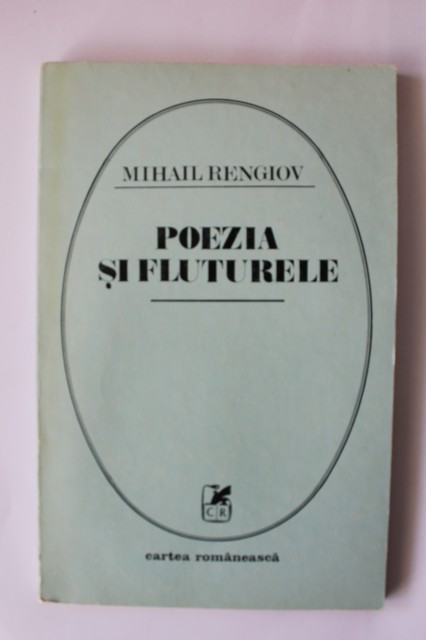 MIHAIL RENGIOV
POEZIA
ȘI FLUTURELE
CR
cartea românească